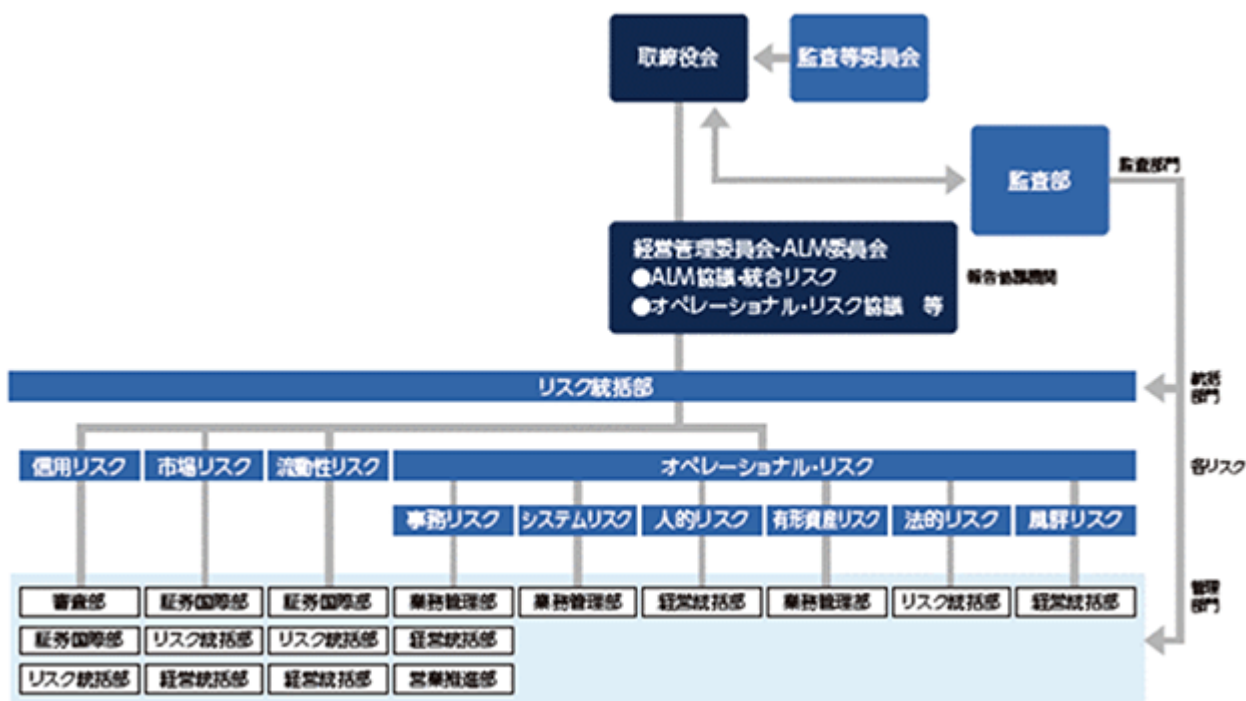 取締役会
監査等委員会
監査部
監査部門
経営管理委員会・ALM委員会
●ALM協議・統合リスク
●オペレーショナル・リスク協議 等
報告協議機関
リスク統括部
統括
部門
信用リスク
市場リスク
流動性リスク
オペレーショナル・リスク
各リスク
事務リスク
システムリスク
人的リスク
有形資産リスク
法的リスク
風評リスク
審査部
証券国際部
証券国際部
業務管理部
業務管理部
経営統括部
業務管理部
リスク統括部
経営統括部
管理
部門
証券国際部
リスク統括部
リスク統括部
経営統括部
リスク統括部
経営統括部
経営統括部
営業推進部